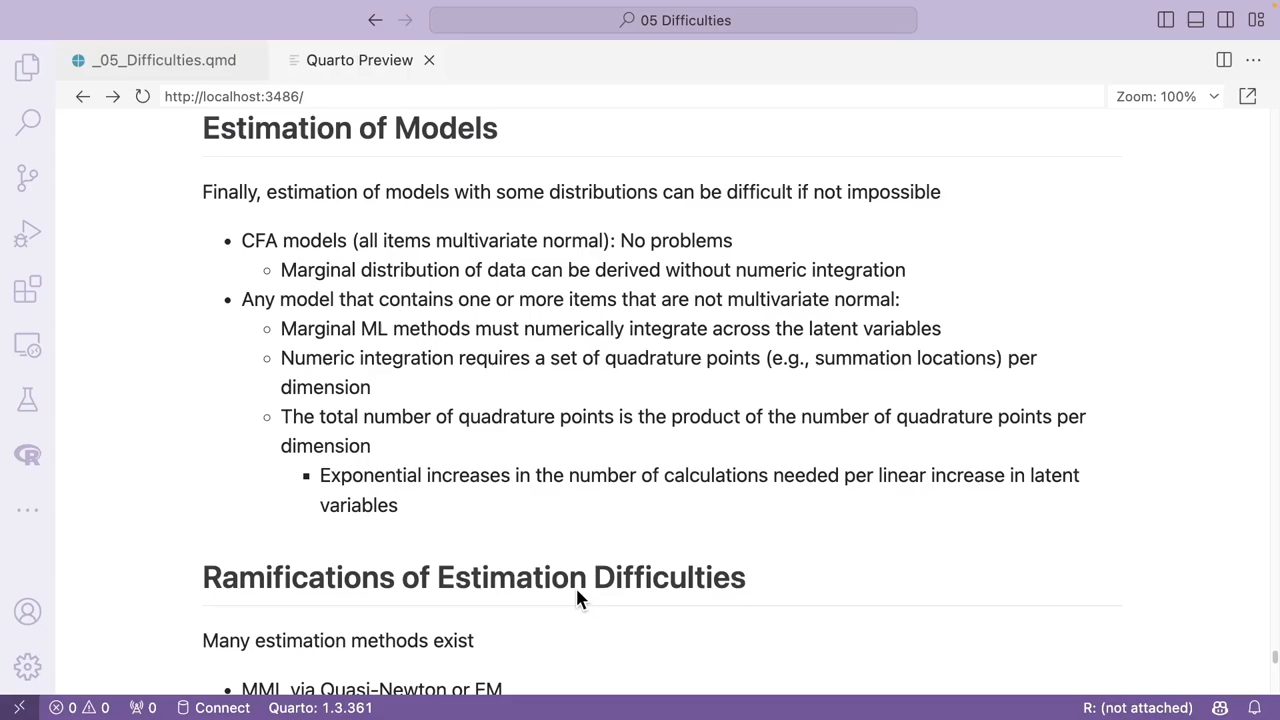 05 Difficulties
_05_Difficulties.qmd
Quarto Preview
http://localhost:3486/
Zoom: 100%
Estimation of Models
Finally, estimation of models with some distributions can be difficult if not impossible
• CFA models (all items multivariate normal): No problems
◦ Marginal distribution of data can be derived without numeric integration
• Any model that contains one or more items that are not multivariate normal:
◦ Marginal ML methods must numerically integrate across the latent variables
◦ Numeric integration requires a set of quadrature points (e.g., summation locations) per
dimension
◦ The total number of quadrature points is the product of the number of quadrature points per
dimension
▪ Exponential increases in the number of calculations needed per linear increase in latent
variables
Ramifications of Estimation Difficulties
Many estimation methods exist
• MML via Quasi-Newton or EM
0 0 0 Connect Quarto: 1.3.361 R: (not attached)